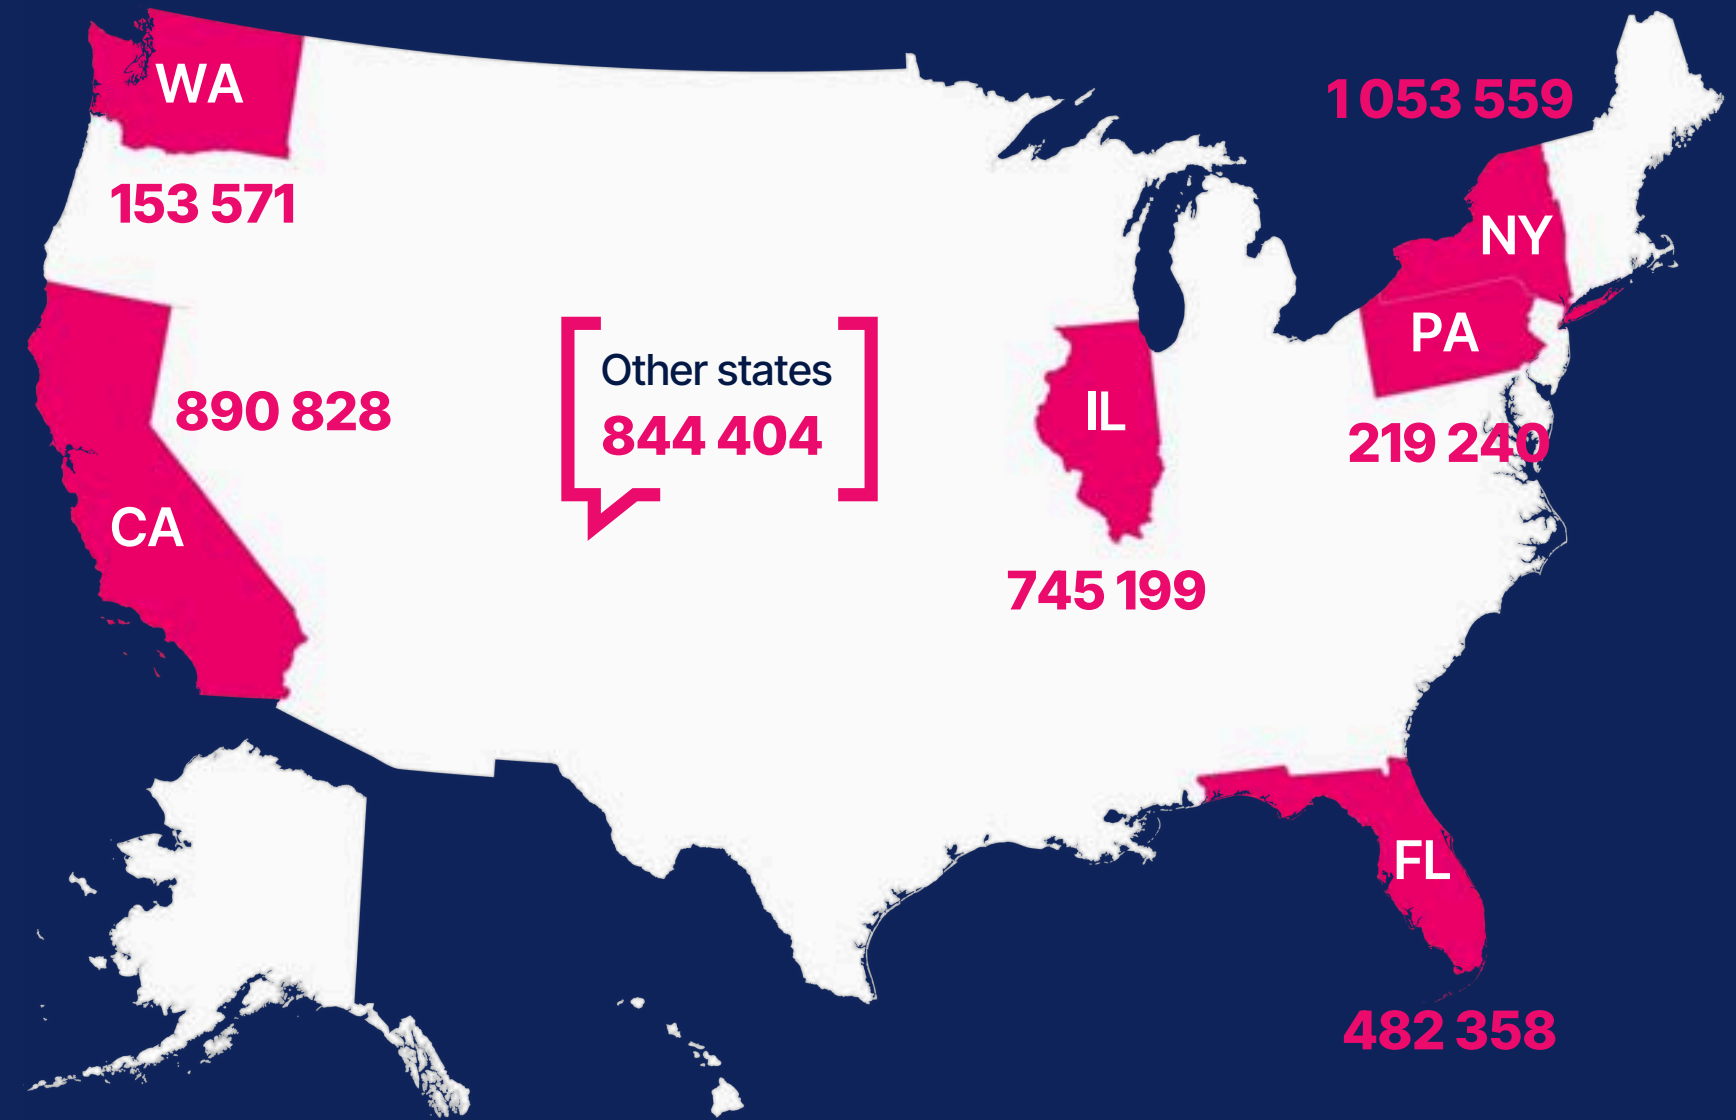 WA
153 571
1 053 559
NY
PA
219 240
Other states
844 404
890 828
CA
IL
745 199
FL
482 358